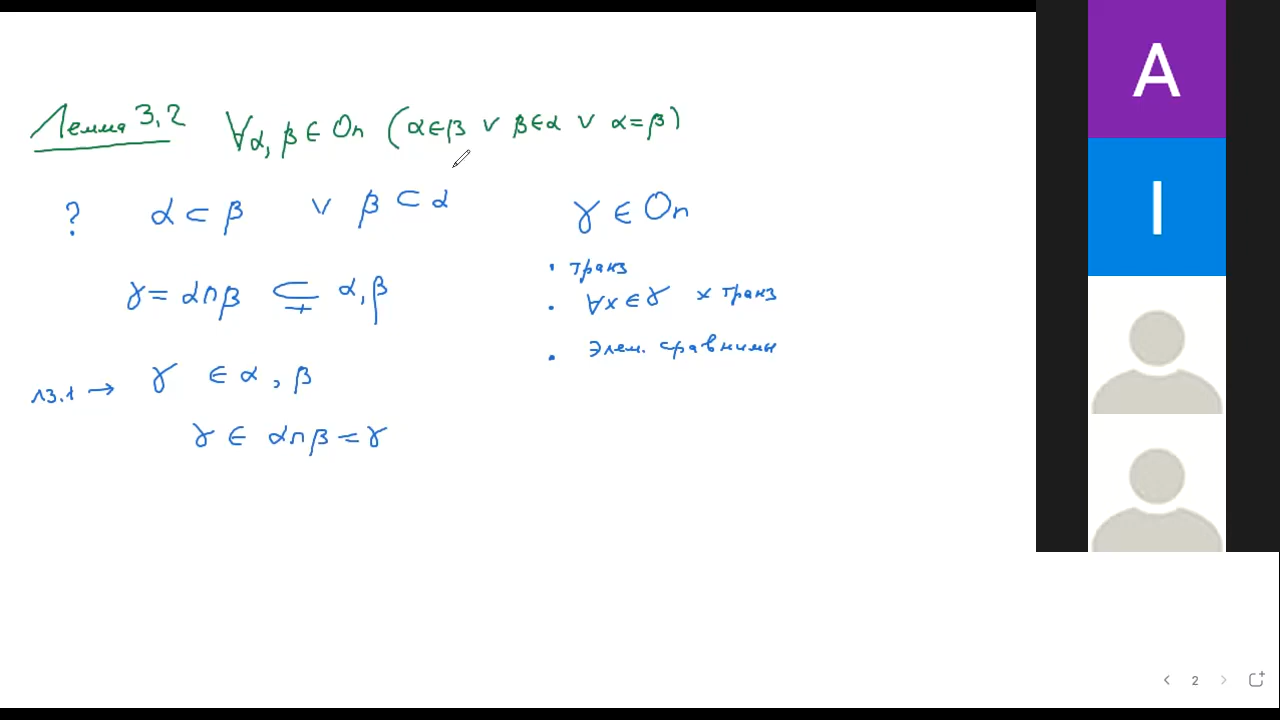 Лемма 3,2 ∀α, β ∈ On (α∈β ∨ β∈α ∨ α=β)
? α ⊂ β ∨ β ⊂ α
γ = α∩β ⊊ α, β
л3.1 → γ ∈ α, β
γ ∈ α∩β = γ
γ ∈ On
• транз
• ∀x ∈ γ x транз
• элем. сравнимы
A
I
2